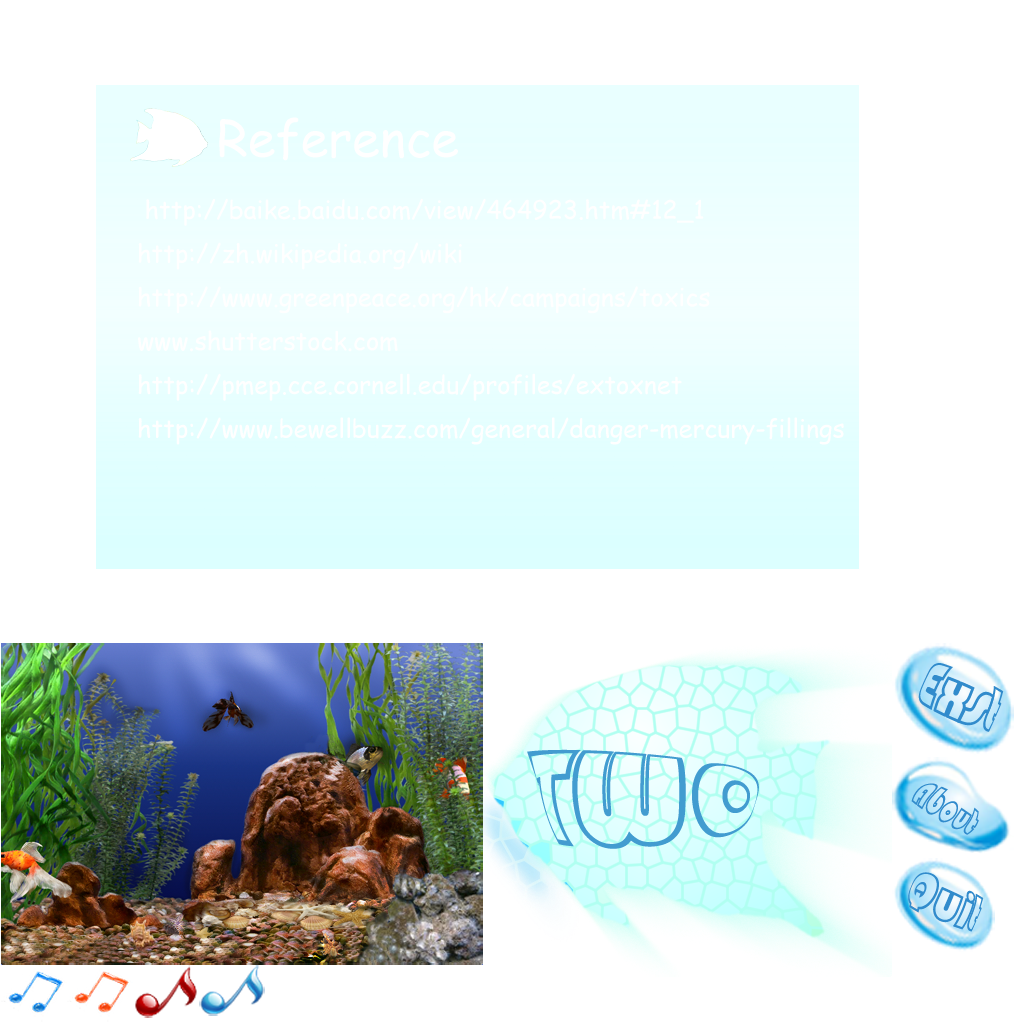 Reference
http://baike.baidu.com/view/464923.htm#12_1
http://zh.wikipedia.org/wiki
http://www.greenpeace.org/hk/campaigns/toxics
www.shutterstock.com
http://pmep.cce.cornell.edu/profiles/extoxnet
http://www.bewellbuzz.com/general/danger-mercury-fillings
TWO
Exst
About
Quit